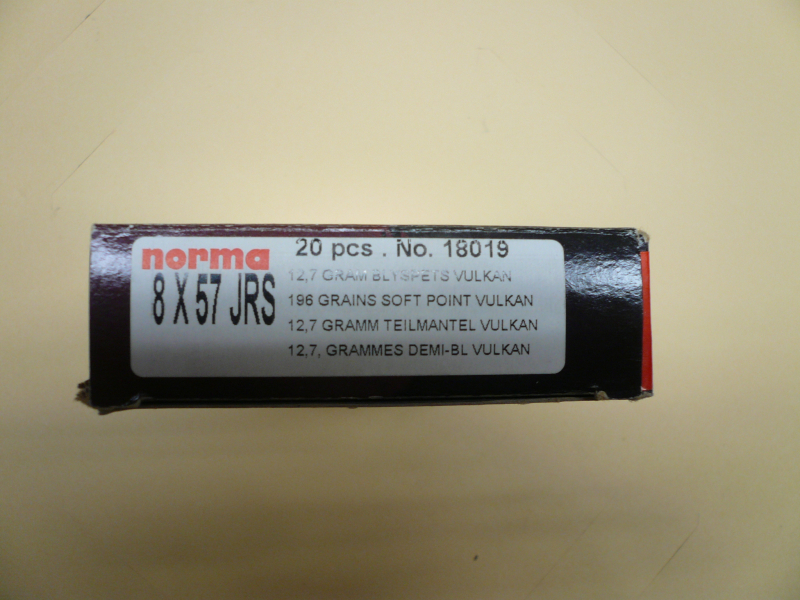 norma
8 X 57 JRS
20 pcs . No. 18019
12,7 GRAM BLYSPETS VULKAN
196 GRAINS SOFT POINT VULKAN
12,7 GRAMM TEILMANTEL VULKAN
12,7, GRAMMES DEMI-BL VULKAN